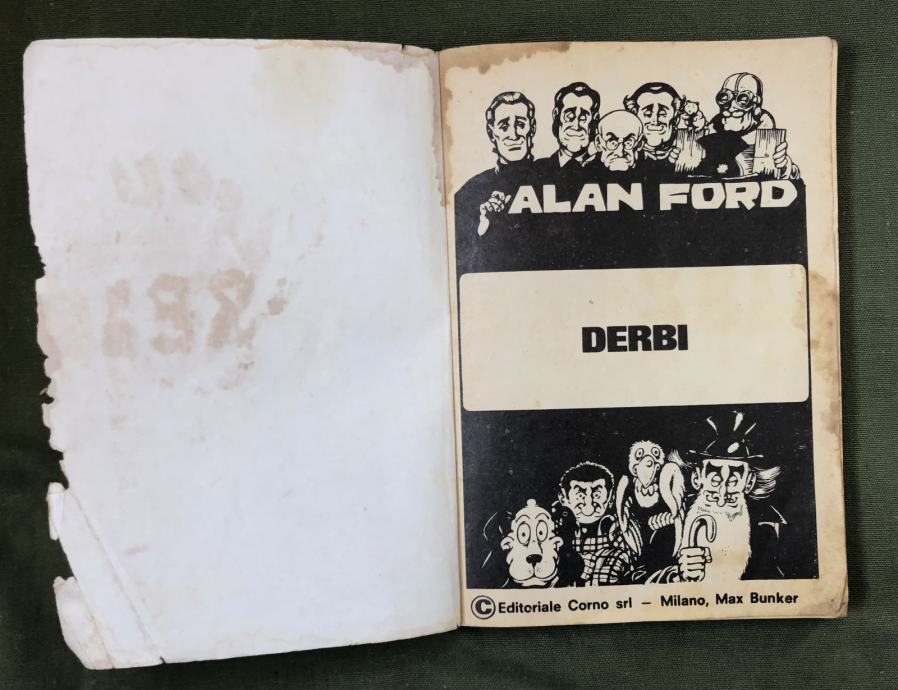 ALAN FORD
DERBI
©Editoriale Corno srl – Milano, Max Bunker